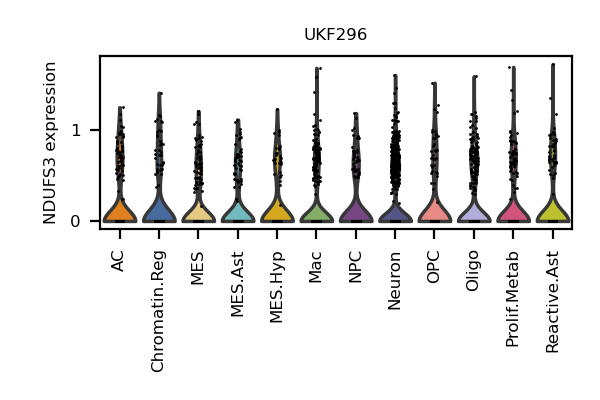 UKF296
NDUFS3 expression
1
0
AC
Chromatin.Reg
MES
MES.Ast
MES.Hyp
Mac
NPC
Neuron
OPC
Oligo
Prolif.Metab
Reactive.Ast